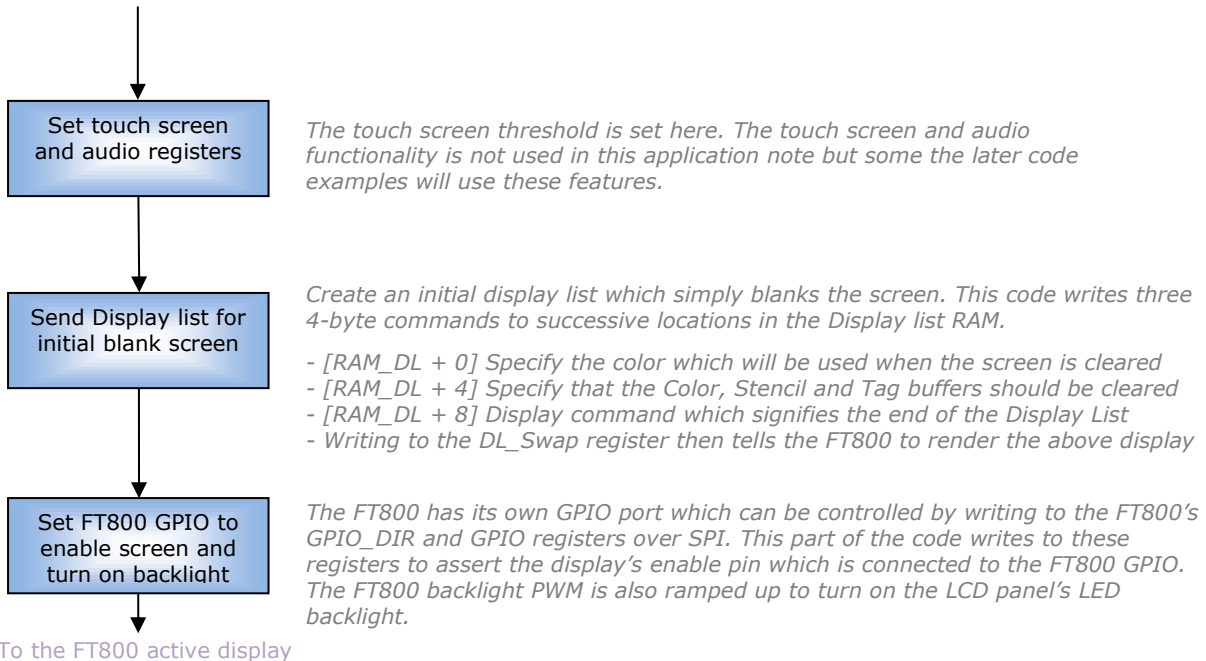 Set touch screen
and audio registers
The touch screen threshold is set here. The touch screen and audio
functionality is not used in this application note but some the later code
examples will use these features.
Send Display list for
initial blank screen
Create an initial display list which simply blanks the screen. This code writes three
4-byte commands to successive locations in the Display list RAM.
- [RAM_DL + 0] Specify the color which will be used when the screen is cleared
- [RAM_DL + 4] Specify that the Color, Stencil and Tag buffers should be cleared
- [RAM_DL + 8] Display command which signifies the end of the Display List
- Writing to the DL_Swap register then tells the FT800 to render the above display
Set FT800 GPIO to
enable screen and
turn on backlight
The FT800 has its own GPIO port which can be controlled by writing to the FT800’s
GPIO_DIR and GPIO registers over SPI. This part of the code writes to these
registers to assert the display’s enable pin which is connected to the FT800 GPIO.
The FT800 backlight PWM is also ramped up to turn on the LCD panel’s LED
backlight.
To the FT800 active display